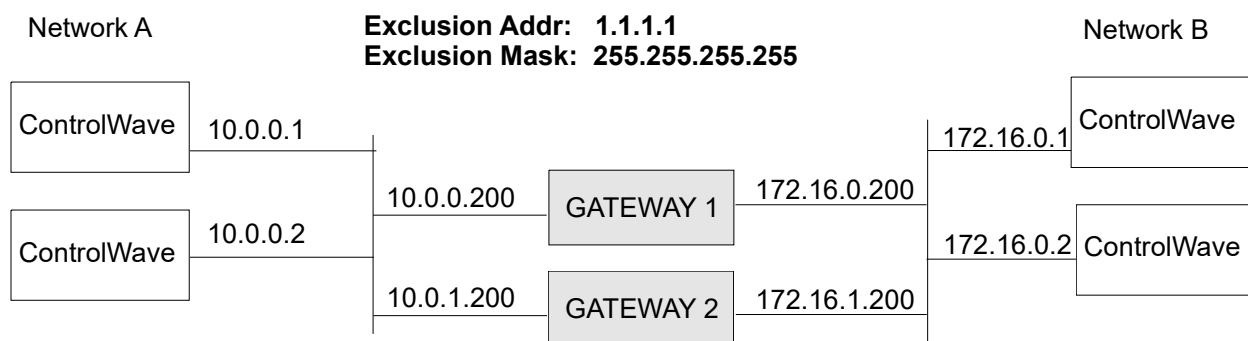 Network A
Exclusion Addr: 1.1.1.1
Exclusion Mask: 255.255.255.255
Network B
ControlWave
10.0.0.1
172.16.0.1
ControlWave
10.0.0.200
GATEWAY 1
172.16.0.200
ControlWave
10.0.0.2
172.16.0.2
ControlWave
10.0.1.200
GATEWAY 2
172.16.1.200